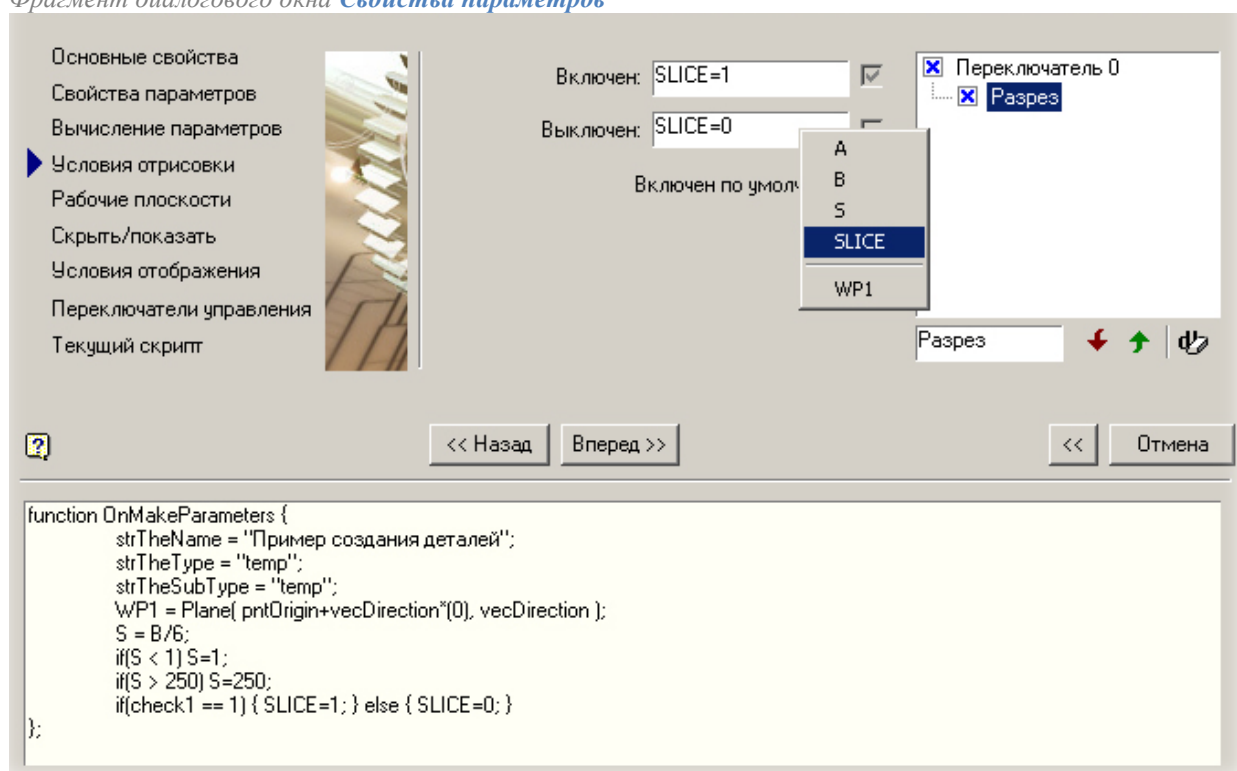 Фрагмент диалогового окна Свойства параметров
Основные свойства
Свойства параметров
Вычисление параметров
Условия отрисовки
Рабочие плоскости
Скрыть/показать
Условия отображения
Переключатели управления
Текущий скрипт
Включен: SLICE=1
Выключен: SLICE=0
Включен по умолч
A
B
S
SLICE
WP1
Переключатель 0
Разрез
Разрез
<< Назад Вперед >> << Отмена
function OnMakeParameters {
strTheName = "Пример создания деталей";
strTheType = "temp";
strTheSubType = "temp";
WP1 = Plane( pntOrigin+vecDirection*(0), vecDirection );
S = B/6;
if(S < 1) S=1;
if(S > 250) S=250;
if(check1 == 1) { SLICE=1; } else { SLICE=0; }
};